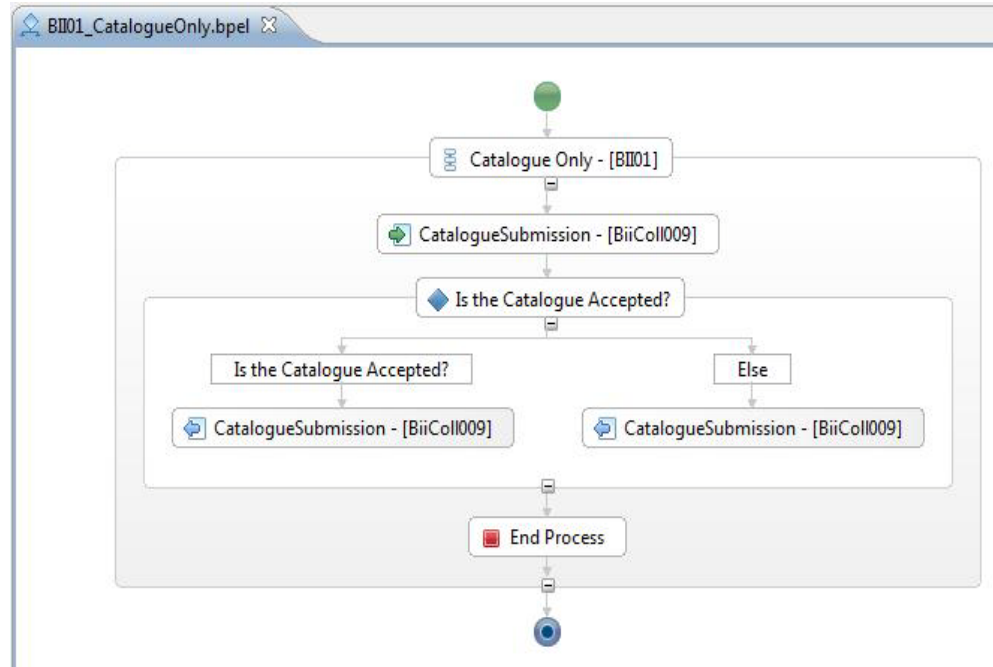 BII01_CatalogueOnly.bpel
Catalogue Only - [BII01]
CatalogueSubmission - [BiiColl009]
Is the Catalogue Accepted?
Is the Catalogue Accepted?
Else
CatalogueSubmission - [BiiColl009]
CatalogueSubmission - [BiiColl009]
End Process